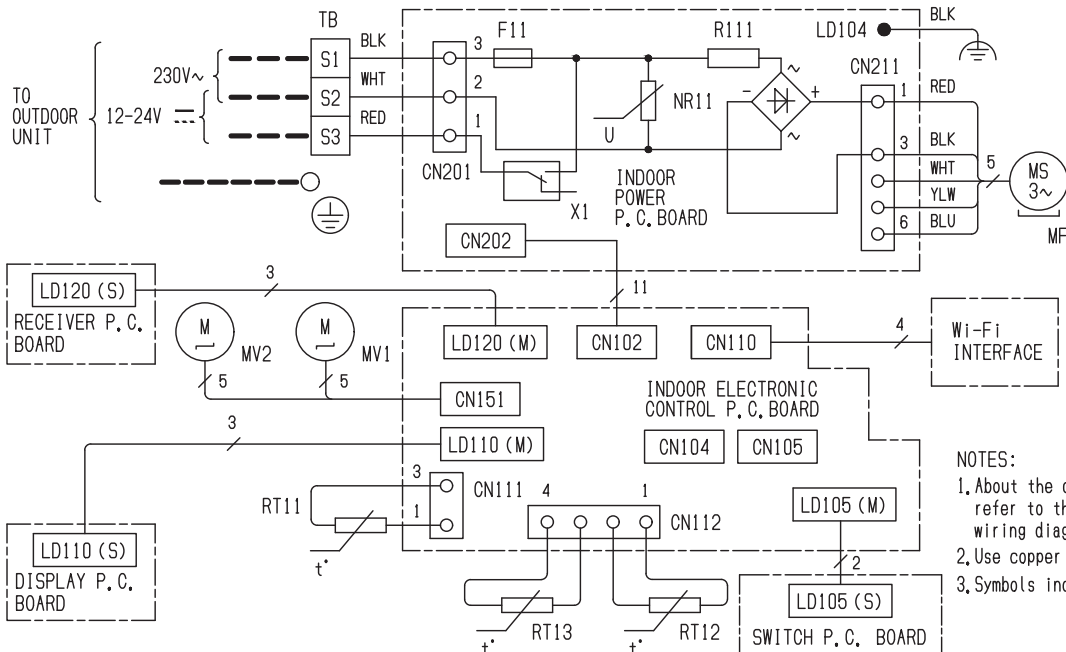 TO
OUTDOOR
UNIT
230V~
12-24V
TB
S1
S2
S3
BLK
WHT
RED
3
2
1
CN201
F11
R111
NR11
U
X1
INDOOR
POWER
P.C.BOARD
LD104
BLK
CN211
~
-
+
~
1
3
6
RED
BLK
WHT
YLW
BLU
5
MS
3~
MF
CN202
11
LD120(S)
RECEIVER P.C.
BOARD
3
M
MV2
5
M
MV1
5
LD120(M)
CN102
CN110
4
Wi-Fi
INTERFACE
CN151
INDOOR ELECTRONIC
CONTROL P.C.BOARD
LD110(M)
3
CN104
CN105
LD110(S)
DISPLAY P.C.
BOARD
RT11
t°
3
1
CN111
4
1
CN112
RT13
t°
RT12
t°
LD105(M)
2
LD105(S)
SWITCH P.C. BOARD
NOTES:
1.About the
refer to
wiring
2.Use copper
3.Symbols